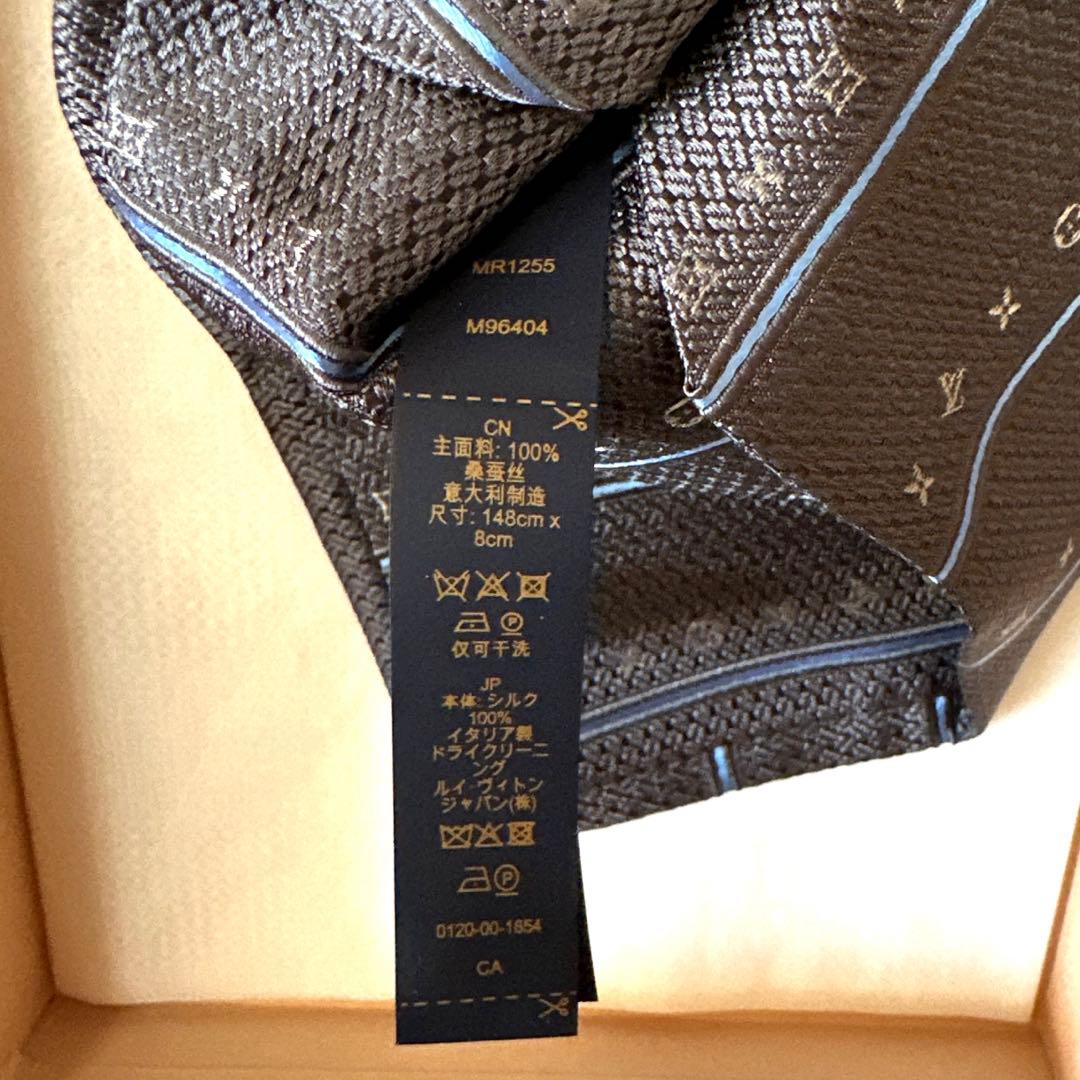 MR1255
M96404
CN
主面料: 100%
桑蚕丝
意大利制造
尺寸: 148cm x
8cm
P
仅可干洗
JP
本体: シルク
100%
イタリア製
ドライクリーニ
ング
ルイ·ヴィトン
ジャパン(株)
P
0120-00-1854
CA
LV